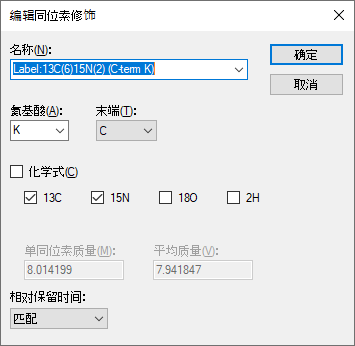 编辑同位素修饰
名称(N):
Label:13C(6)15N(2) (C-term K)
确定
取消
氨基酸(A):
末端(T):
K
C
化学式(C)
13C
15N
18O
2H
单同位素质量(M):
平均质量(V):
8.014199
7.941847
相对保留时间:
匹配